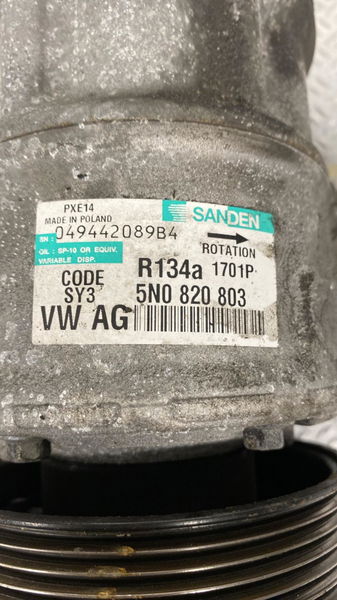 PXE14
MADE IN POLAND
SANDEN
SN: 049442089B4
OIL: SP-10 OR EQUIV.
VARIABLE DISP.
ROTATION
CODE
SY3
R134a 1701P
5N0 820 803
VW AG